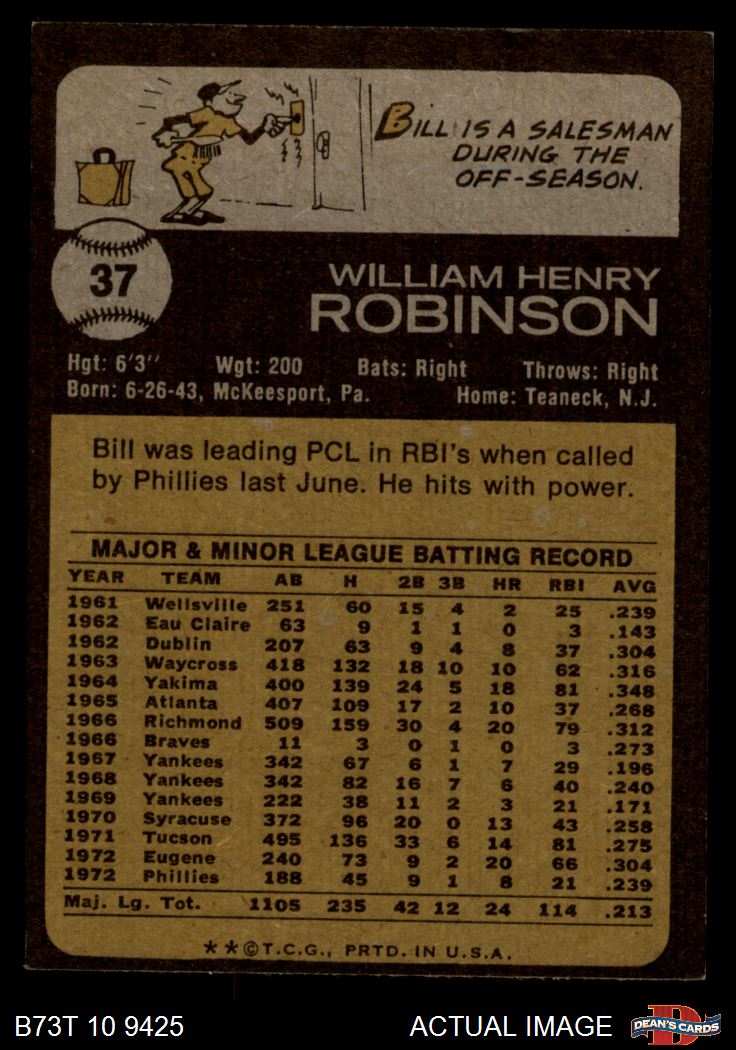 BILL IS A SALESMAN
DURING THE
OFF-SEASON.
37
WILLIAM HENRY
ROBINSON
Hgt: 6'3" Wgt: 200 Bats: Right Throws: Right
Born: 6-26-43, McKeesport, Pa. Home: Teaneck, N.J.
Bill was leading PCL in RBI's when called
by Phillies last June. He hits with power.
MAJOR & MINOR LEAGUE BATTING RECORD
YEAR TEAM AB H 2B 3B HR RBI AVG
1961 Wellsville 251 60 15 4 2 25 .239
1962 Eau Claire 63 9 1 1 0 3 .143
1962 Dublin 207 63 9 4 8 37 .304
1963 Waycross 418 132 18 10 10 62 .316
1964 Yakima 400 139 24 5 18 81 .348
1965 Atlanta 407 109 17 2 10 37 .268
1966 Richmond 509 159 30 4 20 79 .312
1966 Braves 11 3 0 1 0 3 .273
1967 Yankees 342 67 6 1 7 29 .196
1968 Yankees 342 82 16 7 6 40 .240
1969 Yankees 222 38 11 2 3 21 .171
1970 Syracuse 372 96 20 0 13 43 .258
1971 Tucson 495 136 33 6 14 81 .275
1972 Eugene 240 73 9 2 20 66 .304
1972 Phillies 188 45 9 1 8 21 .239
Maj. Lg. Tot. 1105 235 42 12 24 114 .213
**©T.C.G., PRTD. IN U.S.A.
B73T 10 9425 ACTUAL IMAGE DEAN'S CARDS